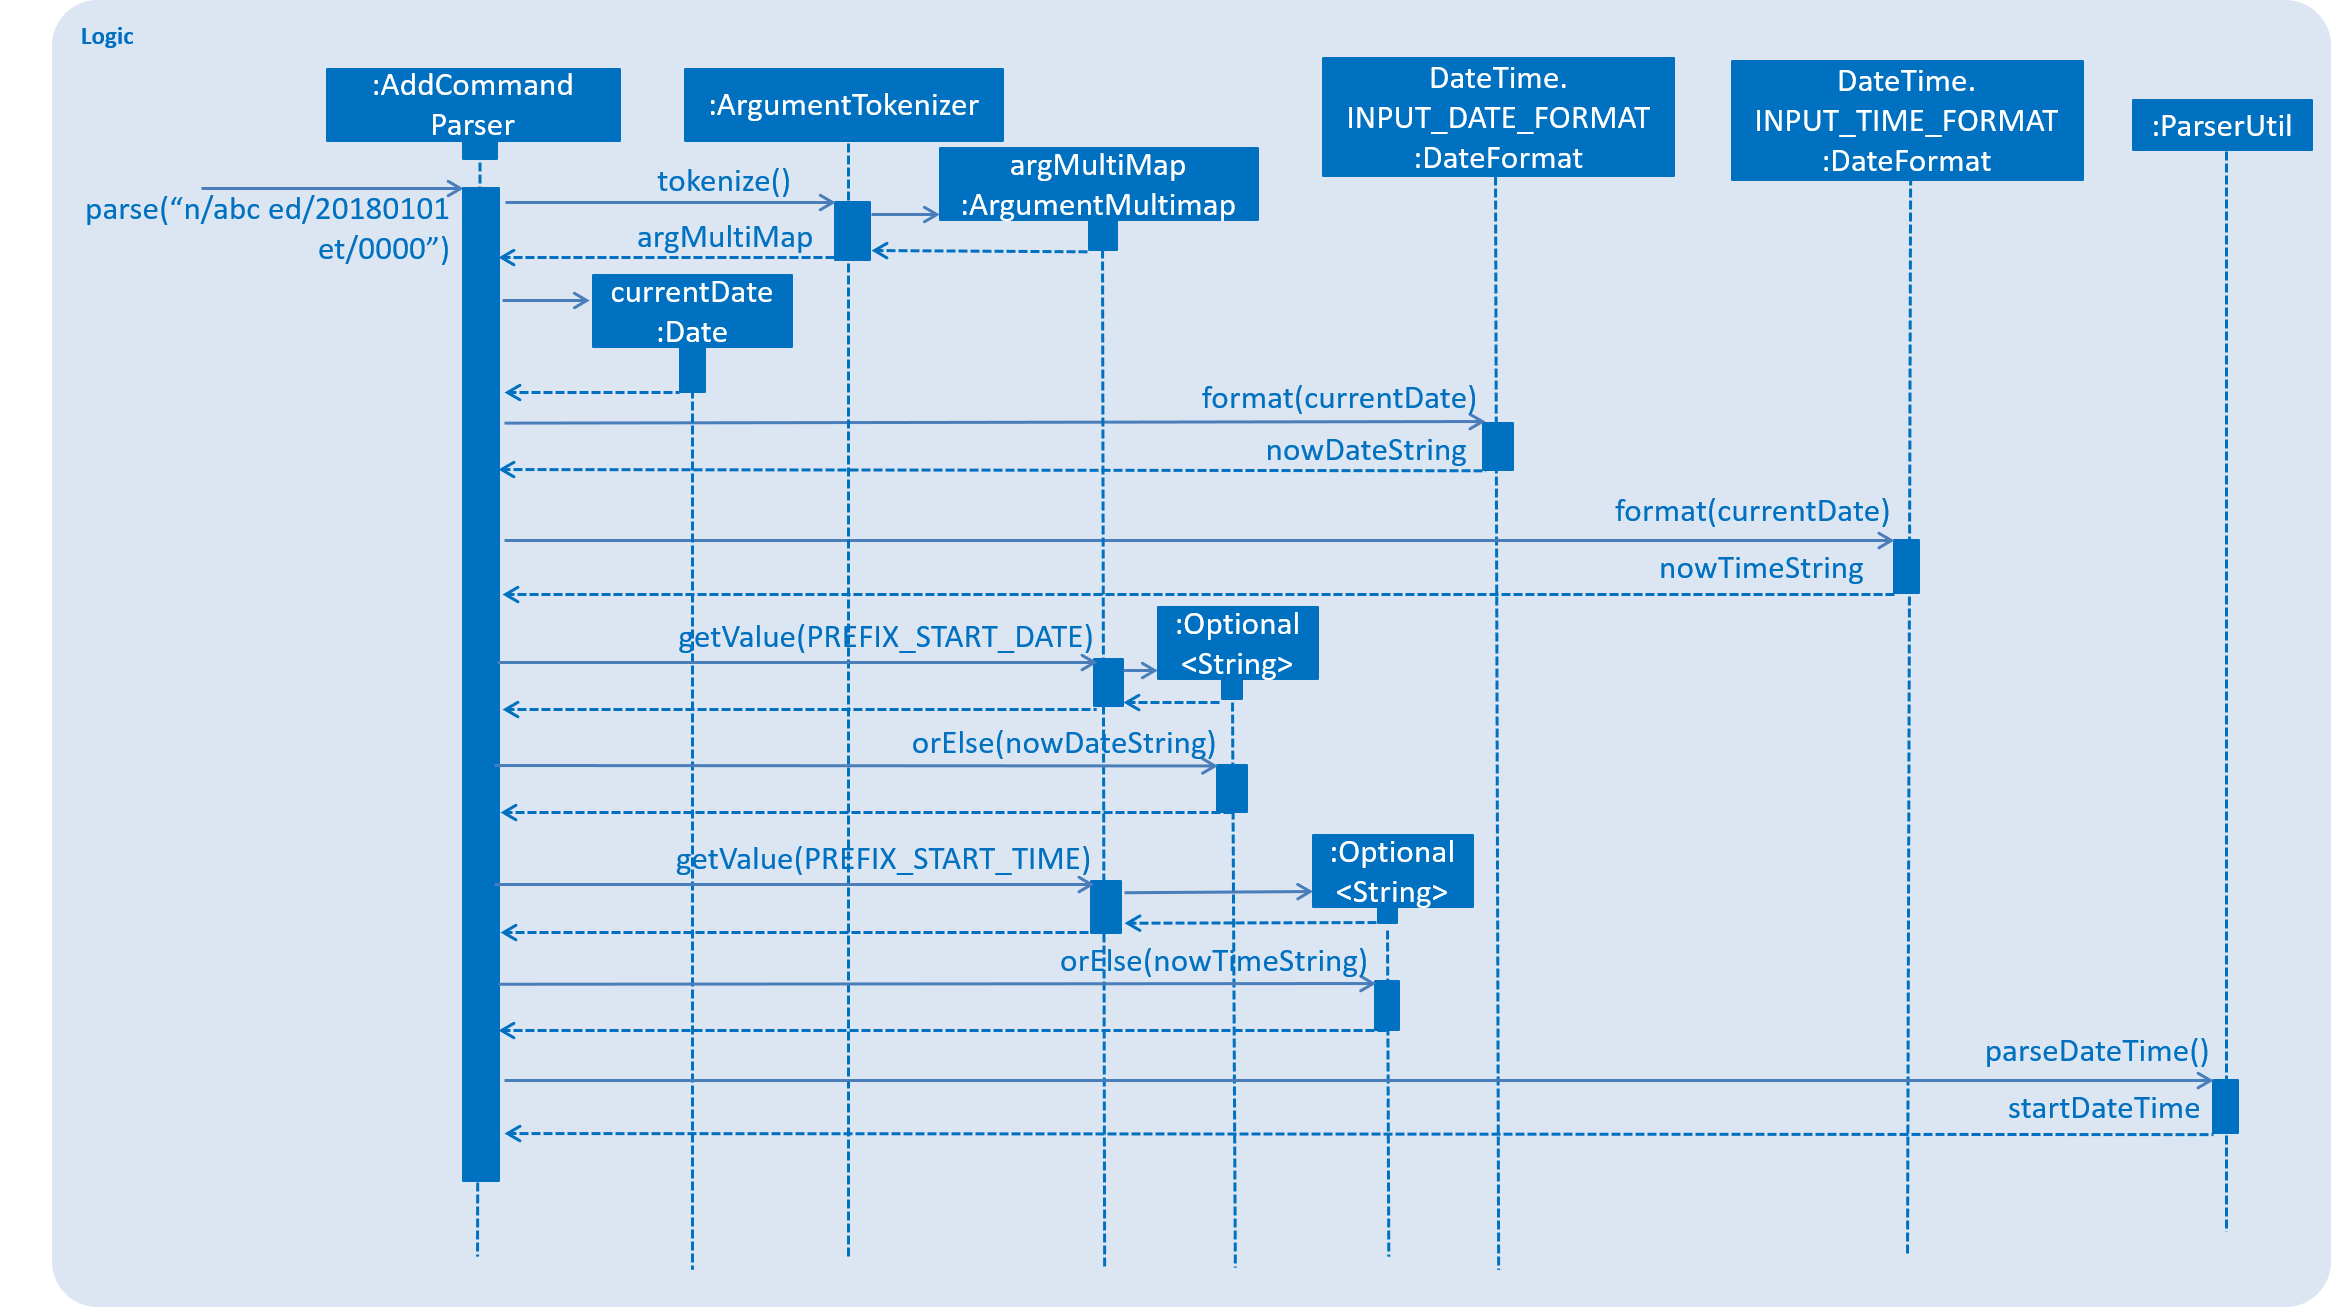 Logic
:AddCommand
Parser
:ArgumentTokenizer
argMultiMap
:ArgumentMultimap
DateTime.
INPUT_DATE_FORMAT
:DateFormat
DateTime.
INPUT_TIME_FORMAT
:DateFormat
:ParserUtil
parse(“n/abc ed/20180101
et/0000”)
tokenize()
argMultiMap
currentDate
:Date
format(currentDate)
nowDateString
format(currentDate)
nowTimeString
getValue(PREFIX_START_DATE)
:Optional
<String>
orElse(nowDateString)
getValue(PREFIX_START_TIME)
:Optional
<String>
orElse(nowTimeString)
parseDateTime()
startDateTime